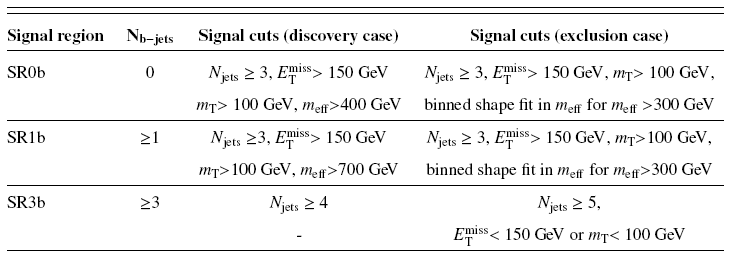 Signal region N_b−jets Signal cuts (discovery case) Signal cuts (exclusion case)
SR0b 0 N_jets ≥ 3, E_T^miss> 150 GeV N_jets ≥ 3, E_T^miss> 150 GeV, m_T> 100 GeV,
m_T> 100 GeV, m_eff>400 GeV binned shape fit in m_eff for m_eff >300 GeV
SR1b ≥1 N_jets ≥3, E_T^miss> 150 GeV N_jets ≥ 3, E_T^miss> 150 GeV, m_T>100 GeV,
m_T>100 GeV, m_eff>700 GeV binned shape fit in m_eff for m_eff>300 GeV
SR3b ≥3 N_jets ≥ 4 N_jets ≥ 5,
- E_T^miss< 150 GeV or m_T< 100 GeV